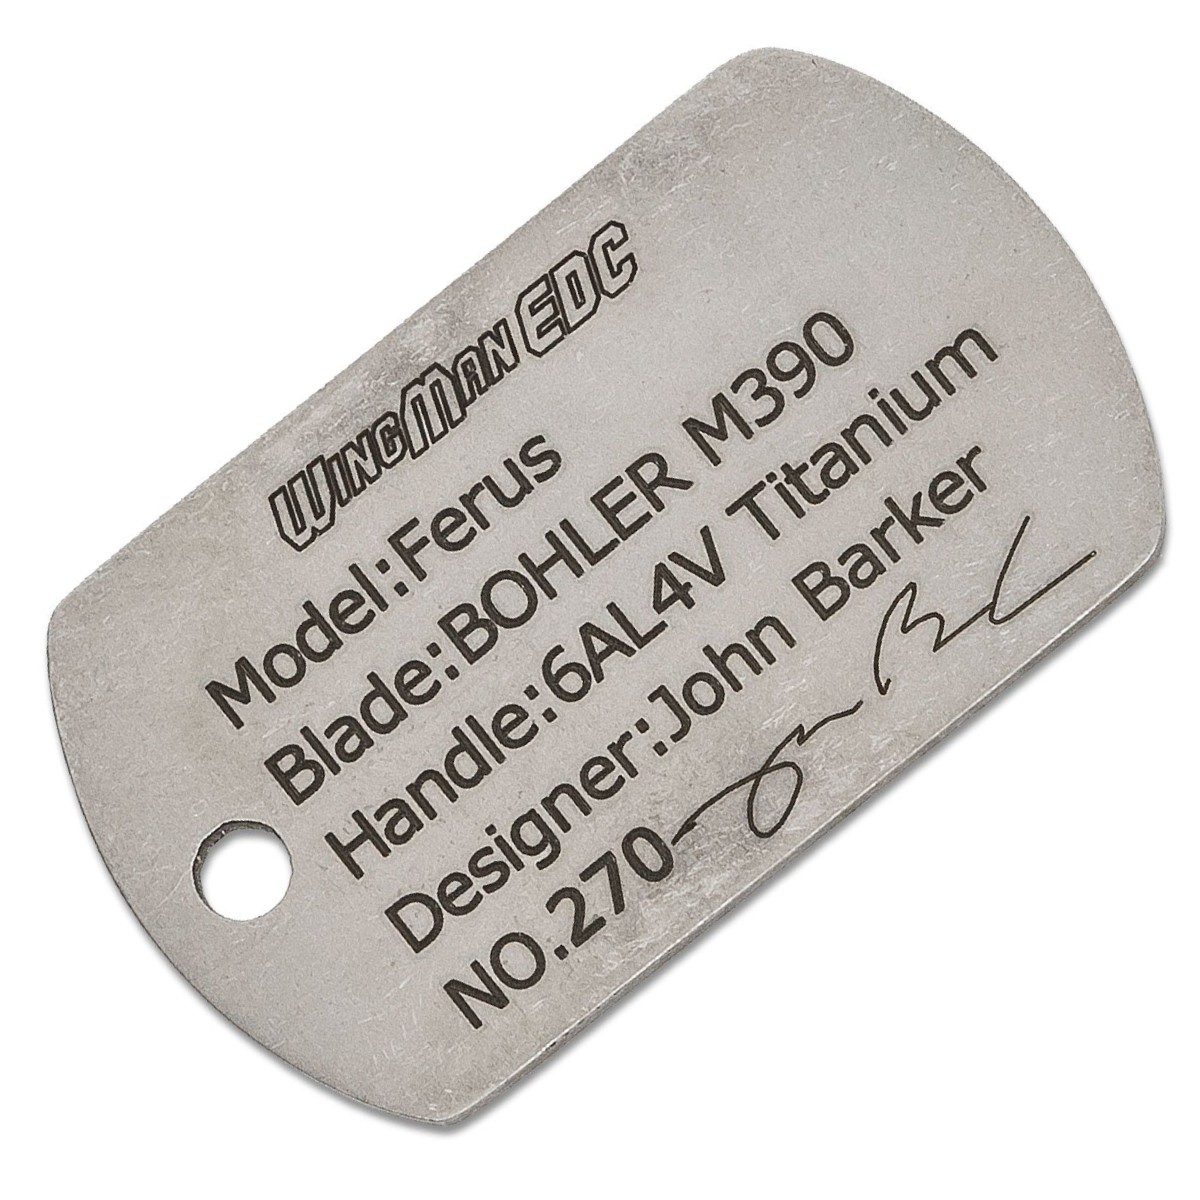 WINGMAN EDC
Model:Ferus
Blade:BOHLER M390
Handle:6AL4V Titanium
Designer:John Barker
NO.270